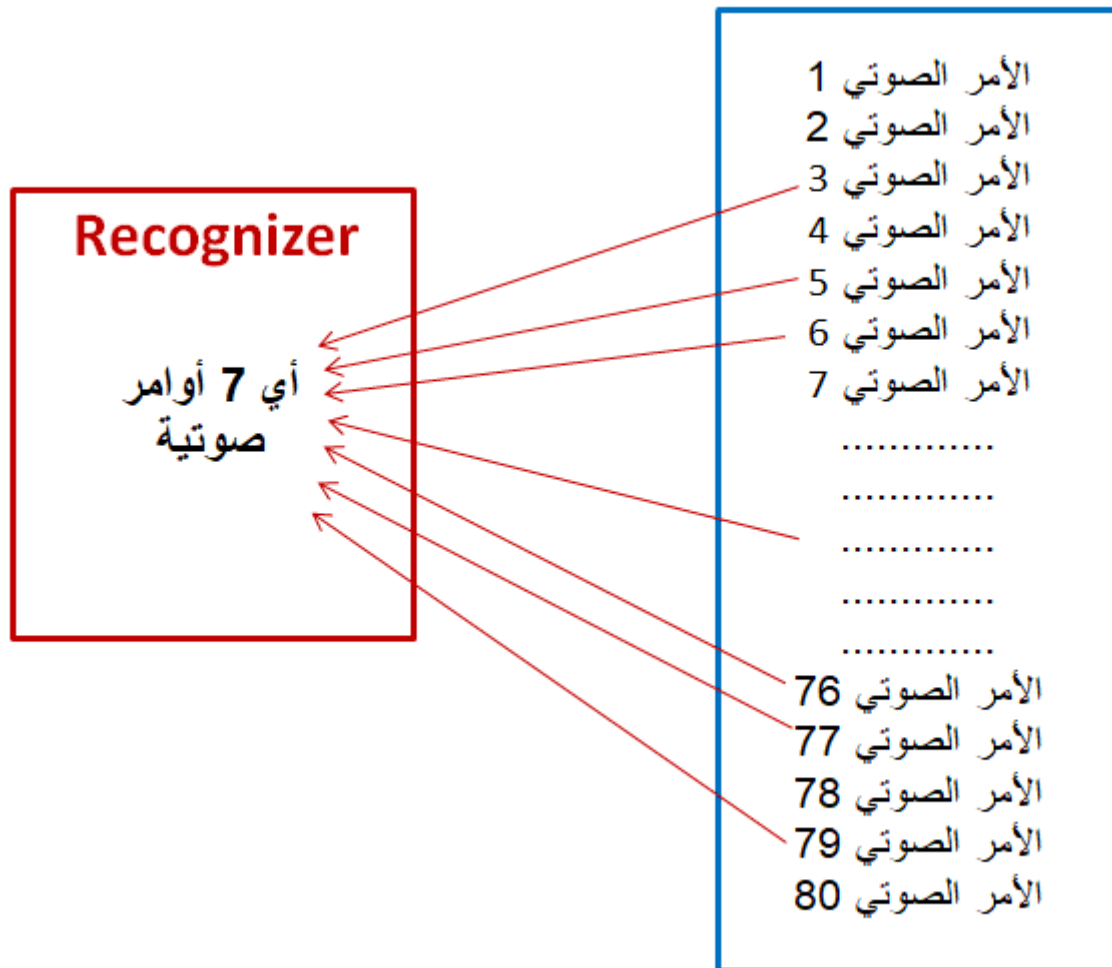 Recognizer
أي 7 أوامر
صوتية
الأمر الصوتي 1
الأمر الصوتي 2
الأمر الصوتي 3
الأمر الصوتي 4
الأمر الصوتي 5
الأمر الصوتي 6
الأمر الصوتي 7
.............
.............
.............
.............
.............
الأمر الصوتي 76
الأمر الصوتي 77
الأمر الصوتي 78
الأمر الصوتي 79
الأمر الصوتي 80